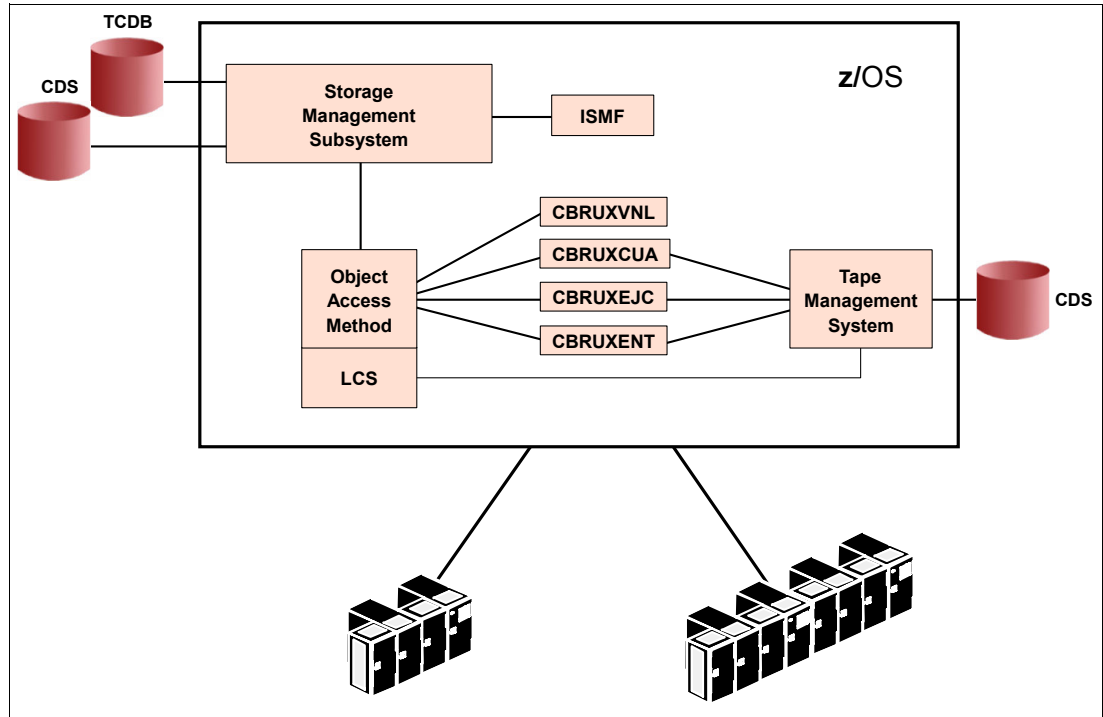 TCDB
CDS
z/OS
Storage
Management
Subsystem
ISMF
CBRUXVNL
CBRUXCUA
CBRUXEJC
CBRUXENT
Object
Access
Method
LCS
Tape
Management
System
CDS